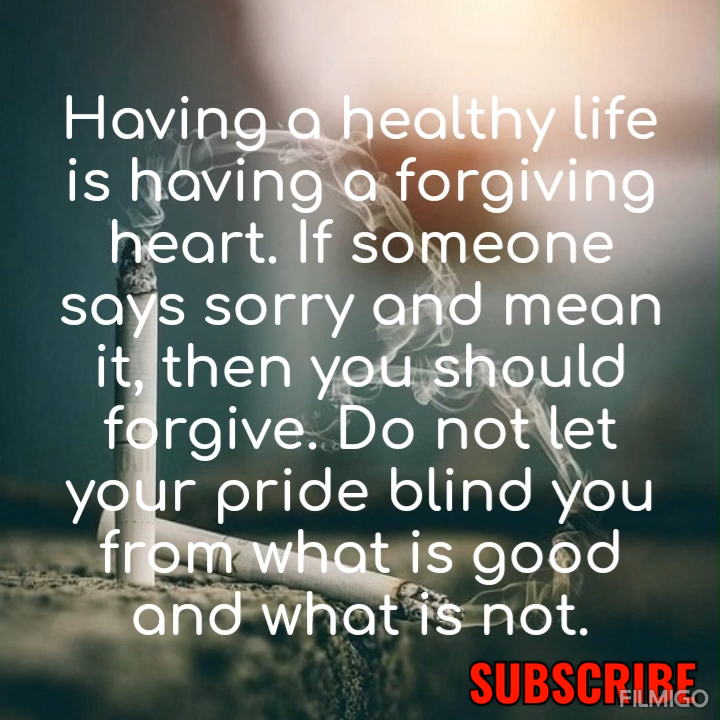 Having a healthy life
is having a forgiving
heart. If someone
says sorry and mean
it, then you should
forgive. Do not let
your pride blind you
from what is good
and what is not.
SUBSCRIBE
FILMIGO